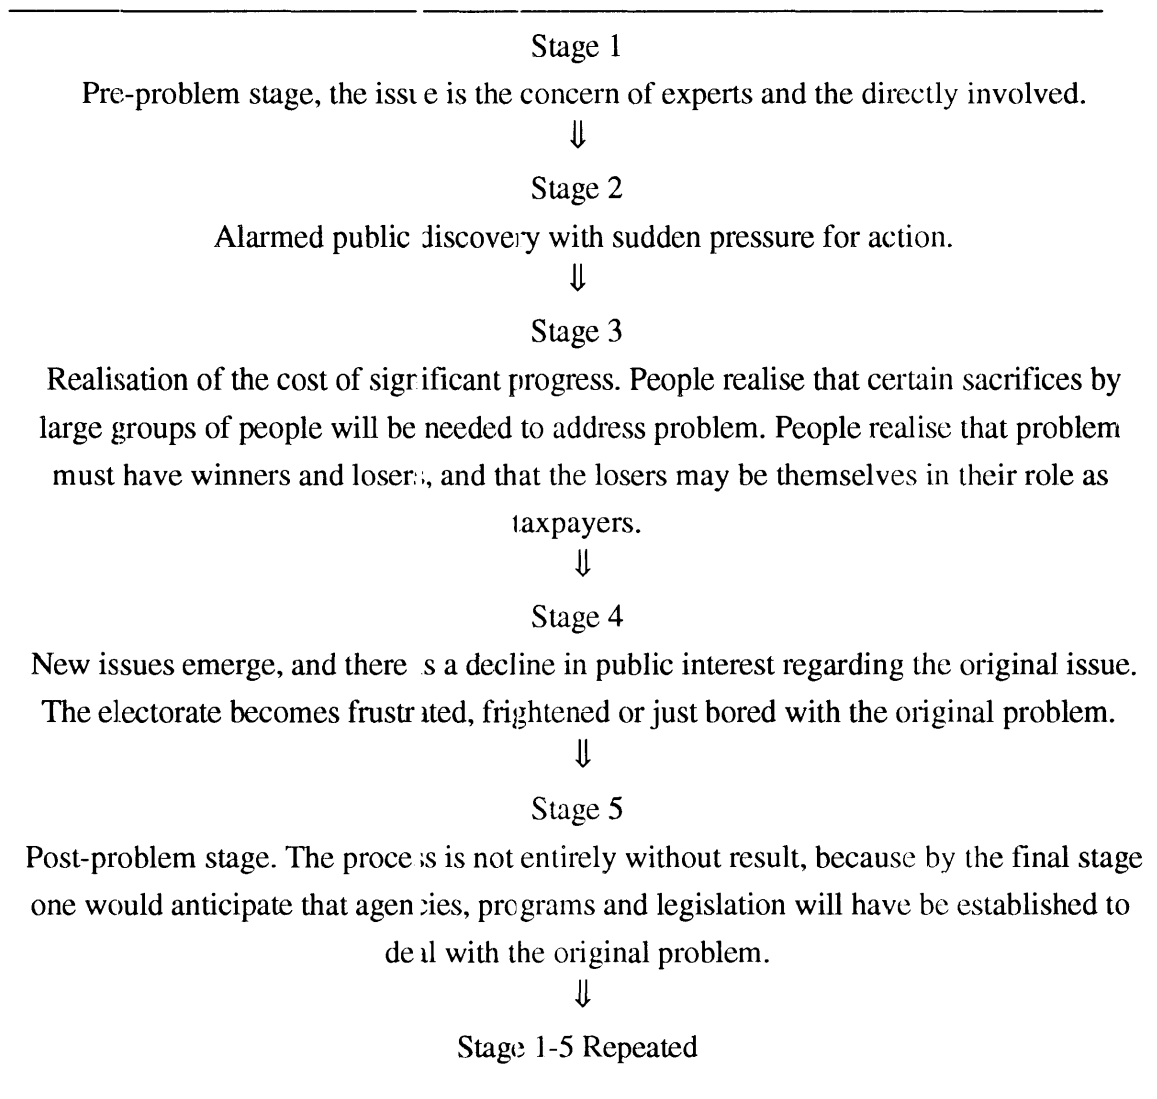 Stage 1
Pre-problem stage, the issue is the concern of experts and the directly involved.
⇓
Stage 2
Alarmed public discovery with sudden pressure for action.
⇓
Stage 3
Realisation of the cost of significant progress. People realise that certain sacrifices by
large groups of people will be needed to address problem. People realise that problem
must have winners and losers, and that the losers may be themselves in their role as
taxpayers.
⇓
Stage 4
New issues emerge, and there is a decline in public interest regarding the original issue.
The electorate becomes frustrated, frightened or just bored with the original problem.
⇓
Stage 5
Post-problem stage. The process is not entirely without result, because by the final stage
one would anticipate that agencies, programs and legislation will have be established to
deal with the original problem.
⇓
Stage 1-5 Repeated